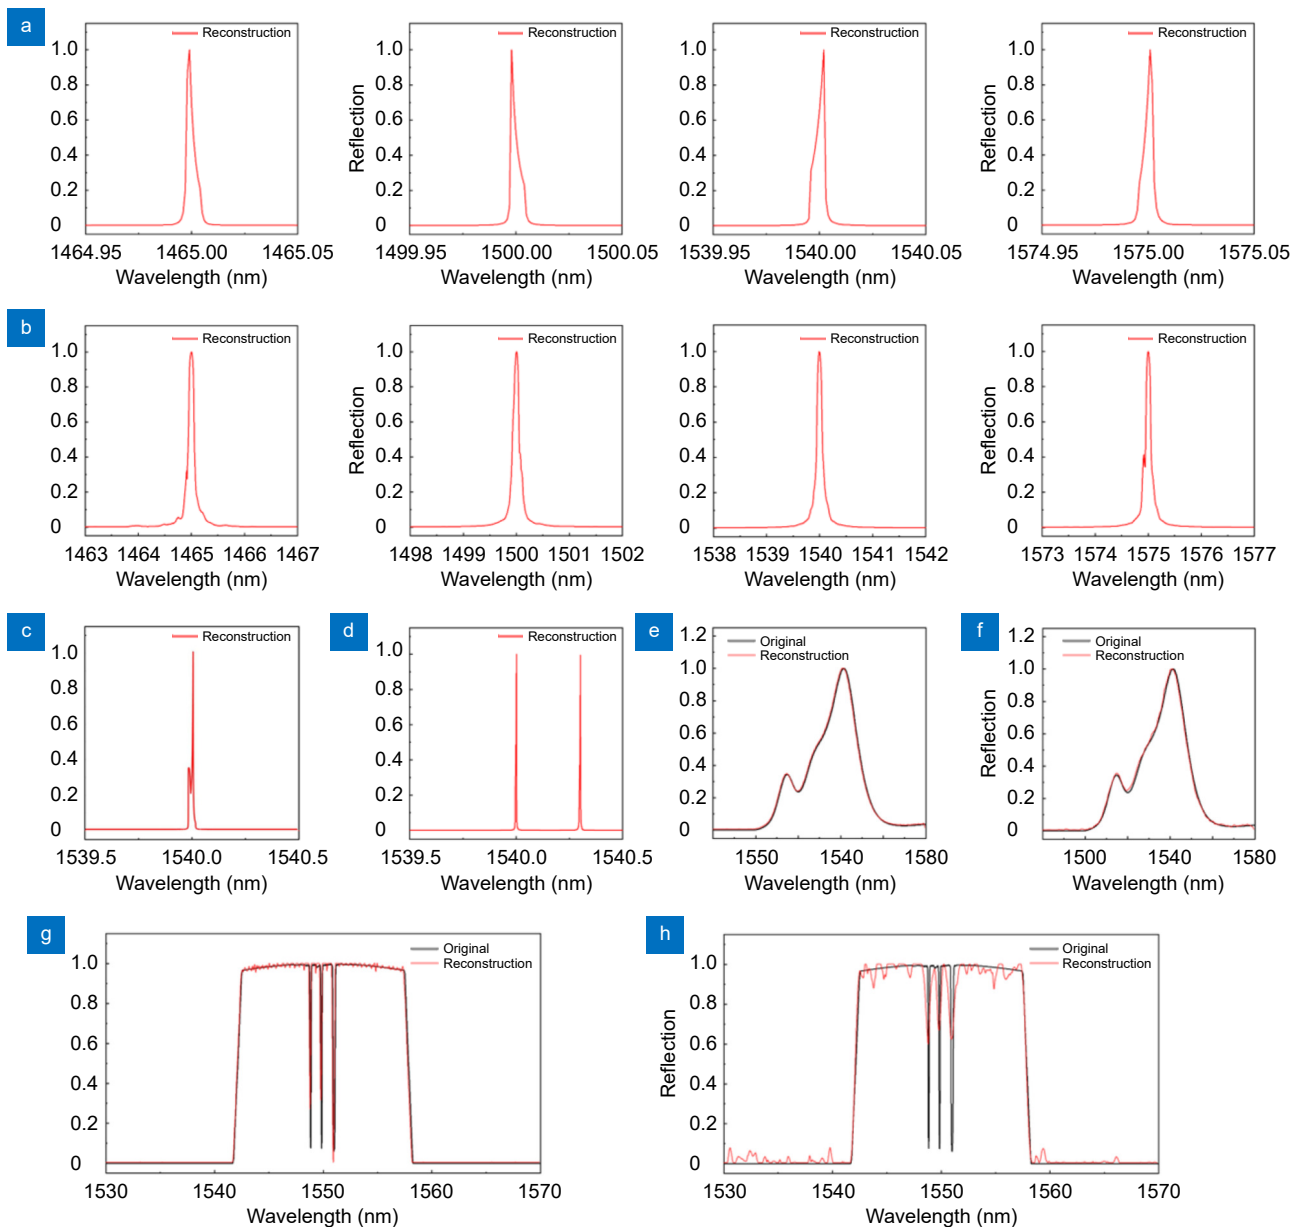 a
Reconstruction
1.0
0.8
0.6
0.4
0.2
0
1464.95 1465.00 1465.05
Wavelength (nm)
Reconstruction
Reflection
1.0
0.8
0.6
0.4
0.2
0
1499.95 1500.00 1500.05
Wavelength (nm)
Reconstruction
1.0
0.8
0.6
0.4
0.2
0
1539.95 1540.00 1540.05
Wavelength (nm)
Reconstruction
Reflection
1.0
0.8
0.6
0.4
0.2
0
1574.95 1575.00 1575.05
Wavelength (nm)
b
Reconstruction
1.0
0.8
0.6
0.4
0.2
0
1463 1464 1465 1466 1467
Wavelength (nm)
Reconstruction
Reflection
1.0
0.8
0.6
0.4
0.2
0
1498 1499 1500 1501 1502
Wavelength (nm)
Reconstruction
1.0
0.8
0.6
0.4
0.2
0
1538 1539 1540 1541 1542
Wavelength (nm)
Reconstruction
Reflection
1.0
0.8
0.6
0.4
0.2
0
1573 1574 1575 1576 1577
Wavelength (nm)
c
Reconstruction
1.0
0.8
0.6
0.4
0.2
0
1539.5 1540.0 1540.5
Wavelength (nm)
d
Reconstruction
1.0
0.8
0.6
0.4
0.2
0
1539.5 1540.0 1540.5
Wavelength (nm)
e
Original
Reconstruction
1.2
1.0
0.8
0.6
0.4
0.2
0
1550 1540 1580
Wavelength (nm)
f
Original
Reconstruction
Reflection
1.2
1.0
0.8
0.6
0.4
0.2
0
1500 1540 1580
Wavelength (nm)
g
Original
Reconstruction
1.0
0.8
0.6
0.4
0.2
0
1530 1540 1550 1560 1570
Wavelength (nm)
h
Original
Reconstruction
Reflection
1.0
0.8
0.6
0.4
0.2
0
1530 1540 1550 1560 1570
Wavelength (nm)